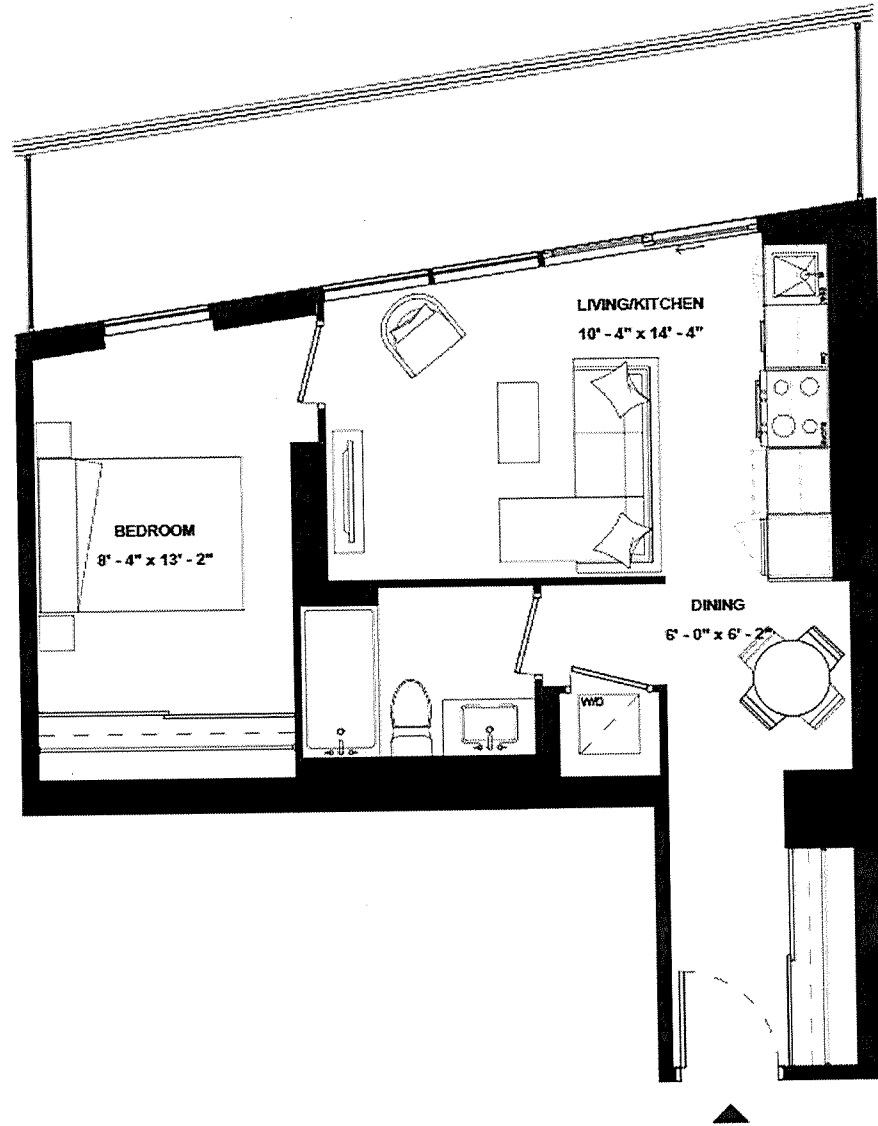 LIVING/KITCHEN
10' - 4" x 14' - 4"
BEDROOM
8' - 4" x 13' - 2"
DINING
6' - 0" x 6' - 2"
W/D